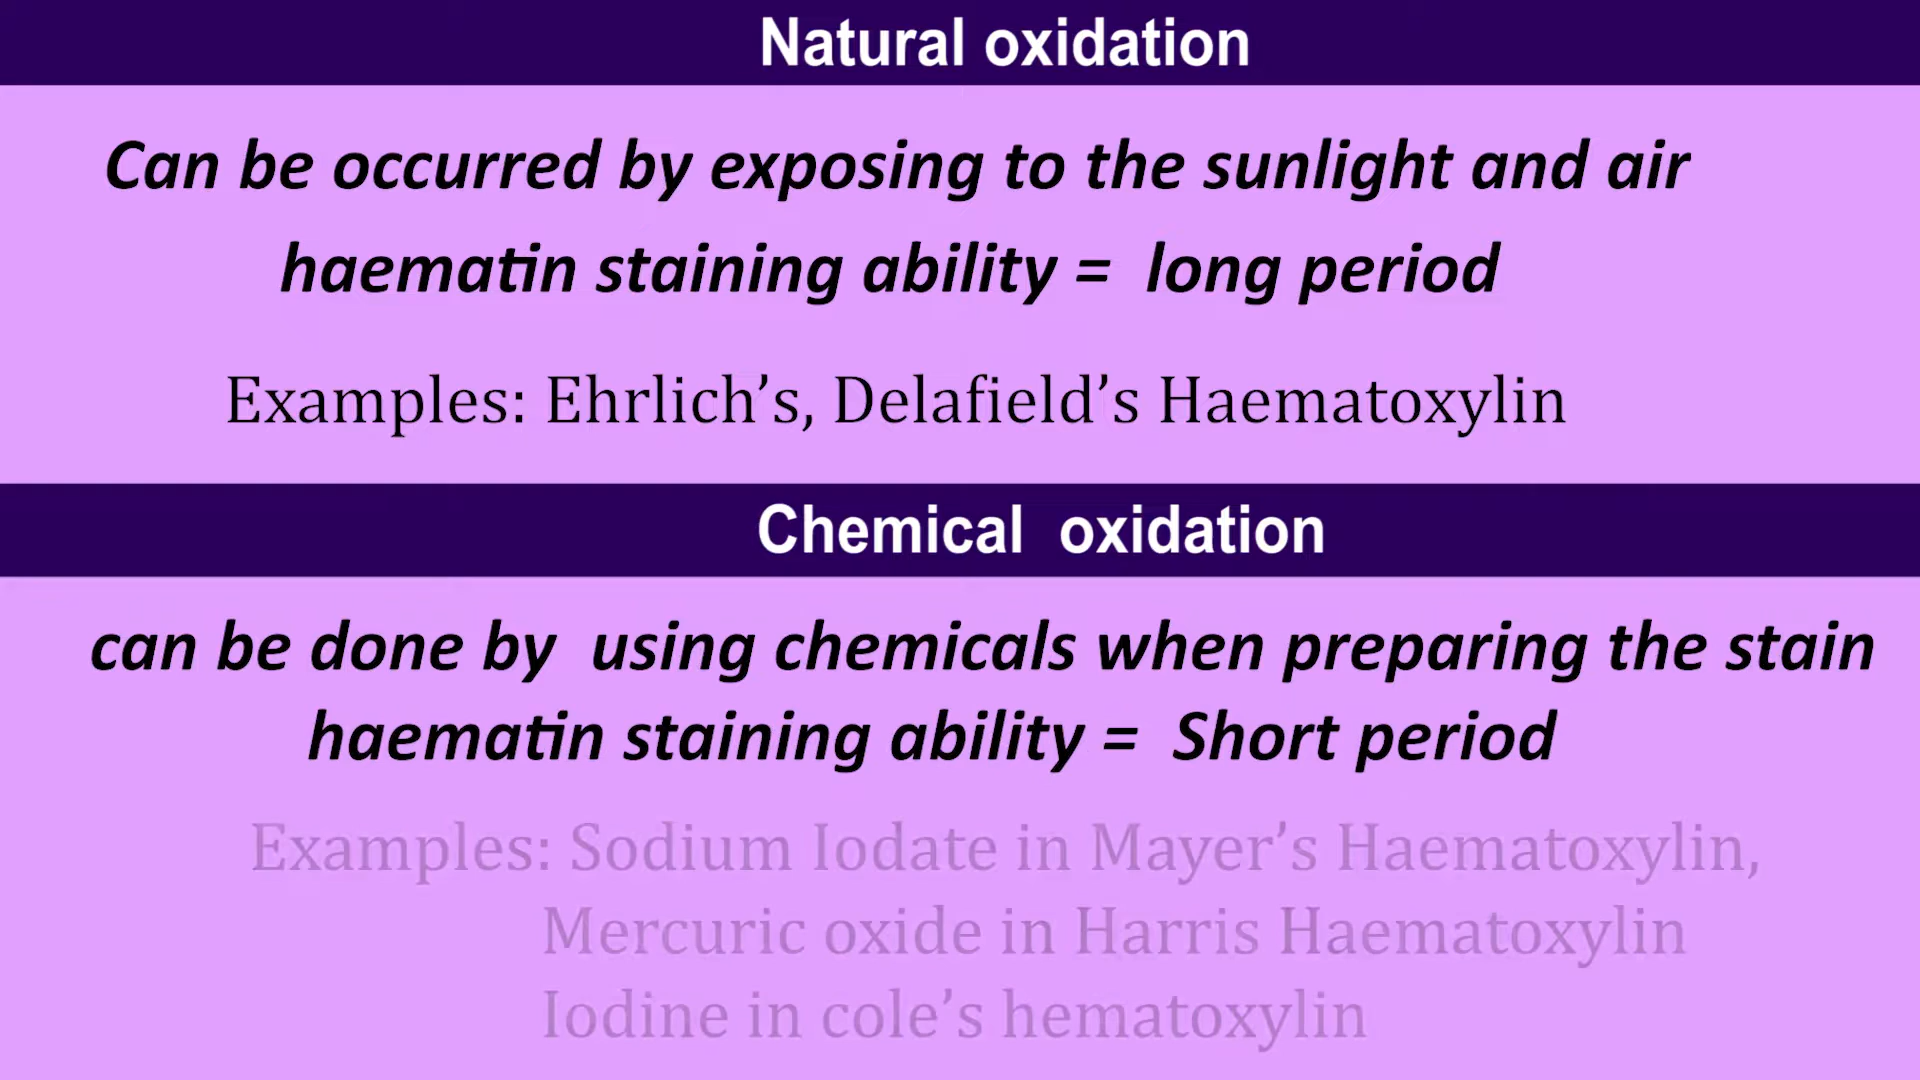 Natural oxidation
Can be occurred by exposing to the sunlight and air
haematin staining ability = long period
Examples: Ehrlich’s, Delafield’s Haematoxylin
Chemical oxidation
can be done by using chemicals when preparing the stain
haematin staining ability = Short period
Examples: Sodium Iodate in Mayer’s Haematoxylin,
Mercuric oxide in Harris Haematoxylin
Iodine in cole’s hematoxylin